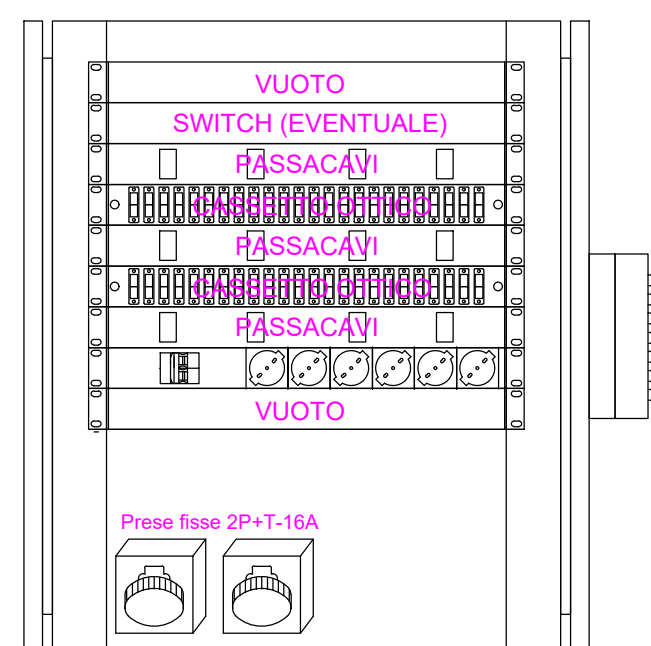 VUOTO
SWITCH (EVENTUALE)
PASSACAVI
CASSETTO OTTICO
PASSACAVI
CASSETTO OTTICO
PASSACAVI
VUOTO
Prese fisse 2P+T-16A